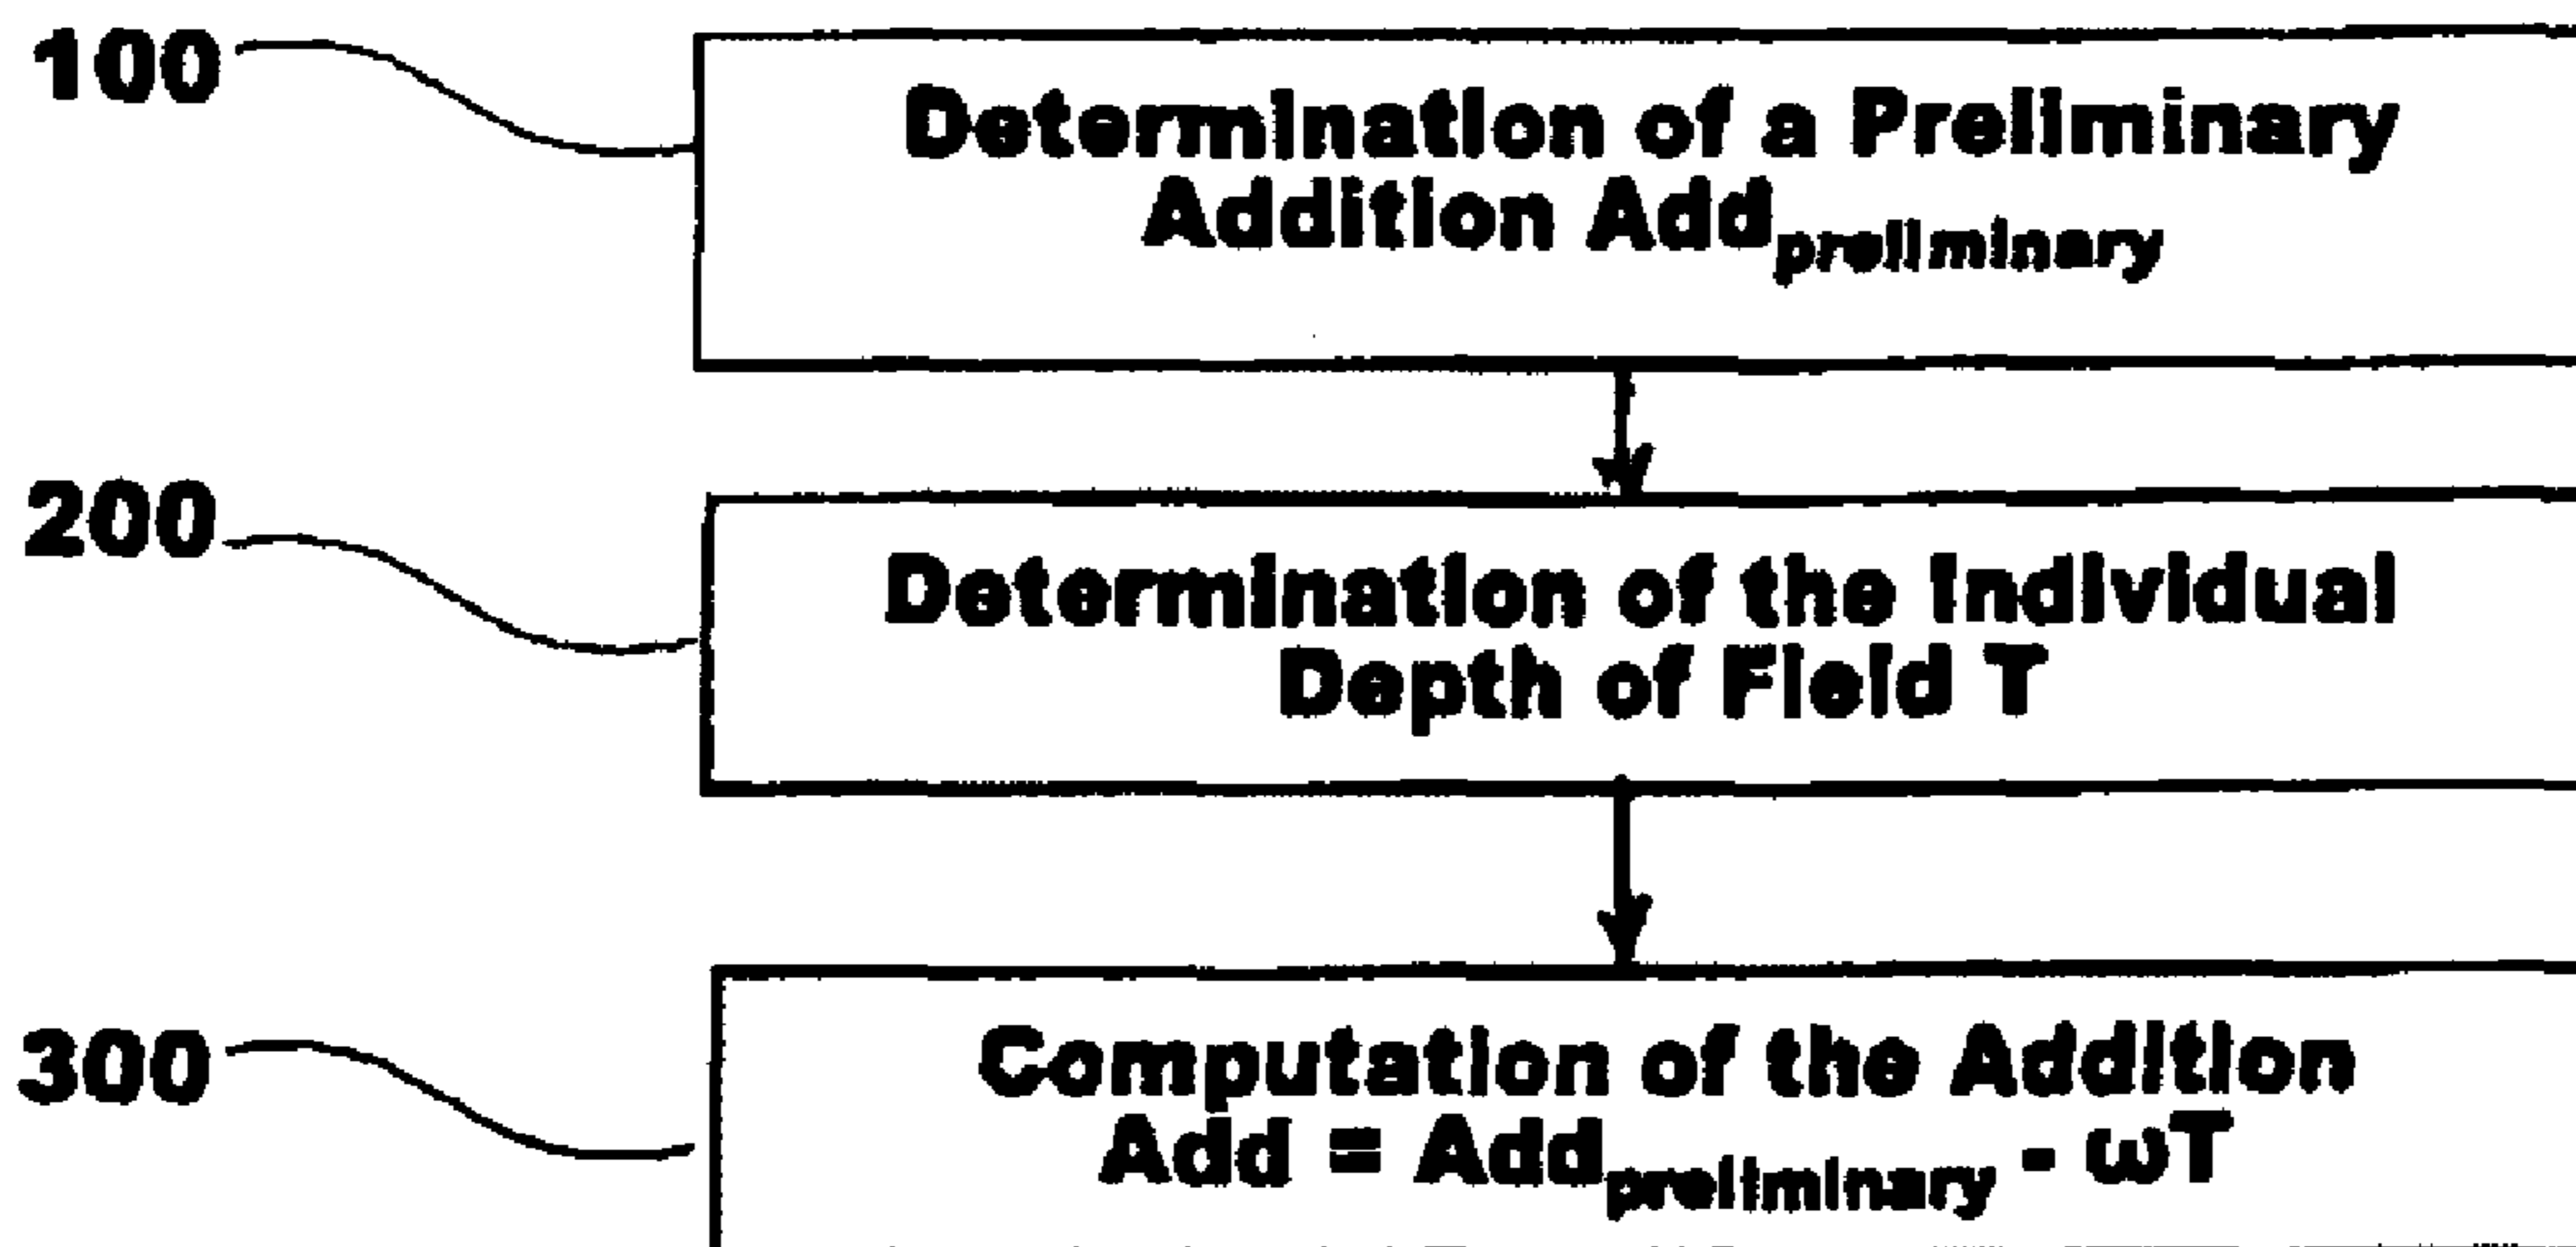 100
Determination of a Preliminary
Addition Add_preliminary
200
Determination of the Individual
Depth of Field T
300
Computation of the Addition
Add = Add_preliminary - ωT